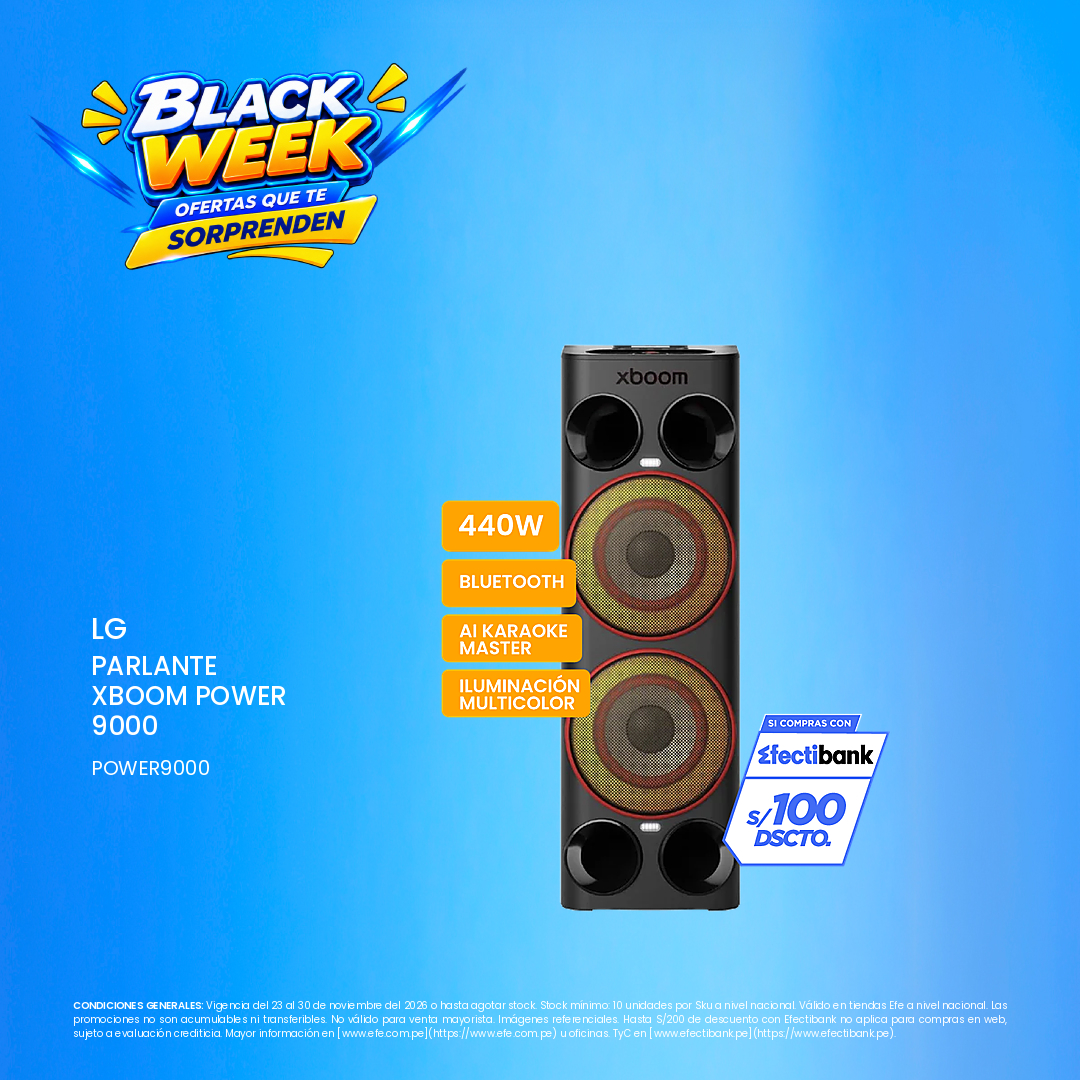 BLACK
WEEK
OFERTAS QUE TE
SORPRENDEN
xboom
440W
BLUETOOTH
AI KARAOKE
MASTER
ILUMINACIÓN
MULTICOLOR
LG
PARLANTE
XBOOM POWER
9000
POWER9000
SI COMPRAS CON
Efectibank
S/100
DSCTO.
CONDICIONES GENERALES: Vigencia del 23 al 30 de noviembre del 2026 o hasta agotar stock. Stock mínimo: 10 unidades por Sku a nivel nacional. Válido en tiendas Efe a nivel nacional. Las
promociones no son acumulables ni transferibles. No válido para venta mayorista. Imágenes referenciales. Hasta S/200 de descuento con Efectibank no aplica para compras en web,
sujeto a evaluación crediticia. Mayor información en [www.efe.com.pe](https://www.efe.com.pe) u oficinas. TyC en [www.efectibank.pe](https://www.efectibank.pe).